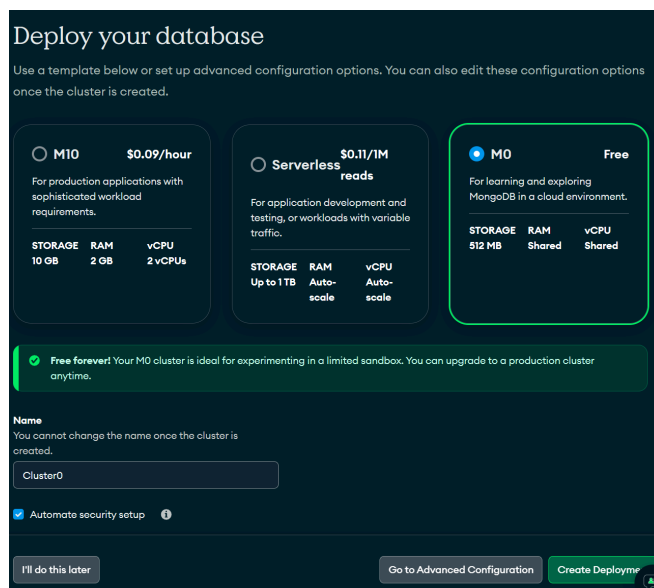 Deploy your database
Use a template below or set up advanced configuration options. You can also edit these configuration options
once the cluster is created.
M10 $0.09/hour
For production applications with
sophisticated workload
requirements.
STORAGE RAM vCPU
10 GB 2 GB 2 vCPUs
Serverless $0.11/1M
reads
For application development and
testing, or workloads with variable
traffic.
STORAGE RAM vCPU
Up to 1 TB Auto- Auto-
scale scale
M0 Free
For learning and exploring
MongoDB in a cloud environment.
STORAGE RAM vCPU
512 MB Shared Shared
Free forever! Your M0 cluster is ideal for experimenting in a limited sandbox. You can upgrade to a production cluster
anytime.
Name
You cannot change the name once the cluster is
created.
Cluster0
Automate security setup
I'll do this later
Go to Advanced Configuration
Create Deployme